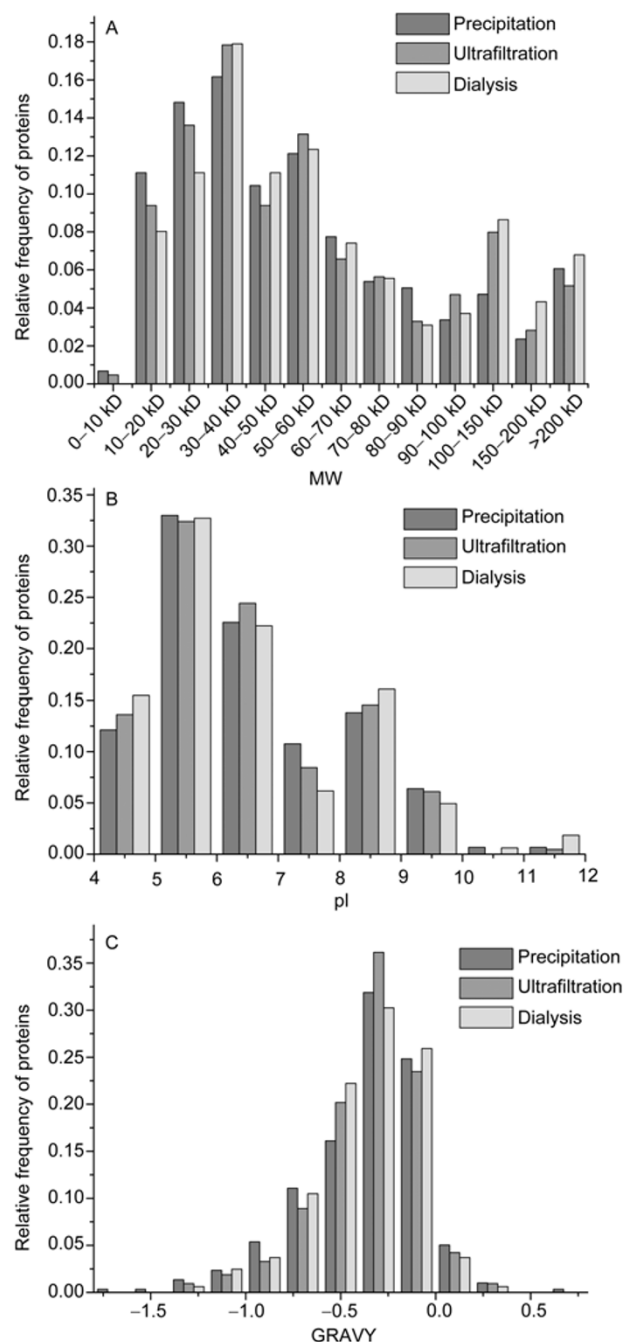 A
Precipitation
Ultrafiltration
Dialysis
Relative frequency of proteins
0.18
0.16
0.14
0.12
0.10
0.08
0.06
0.04
0.02
0.00
0–10 kD
10–20 kD
20–30 kD
30–40 kD
40–50 kD
50–60 kD
60–70 kD
70–80 kD
80–90 kD
90–100 kD
100–150 kD
150–200 kD
>200 kD
MW
B
Precipitation
Ultrafiltration
Dialysis
Relative frequency of proteins
0.35
0.30
0.25
0.20
0.15
0.10
0.05
0.00
4 5 6 7 8 9 10 11 12
pI
C
Precipitation
Ultrafiltration
Dialysis
Relative frequency of proteins
0.35
0.30
0.25
0.20
0.15
0.10
0.05
0.00
–1.5 –1.0 –0.5 0.0 0.5
GRAVY